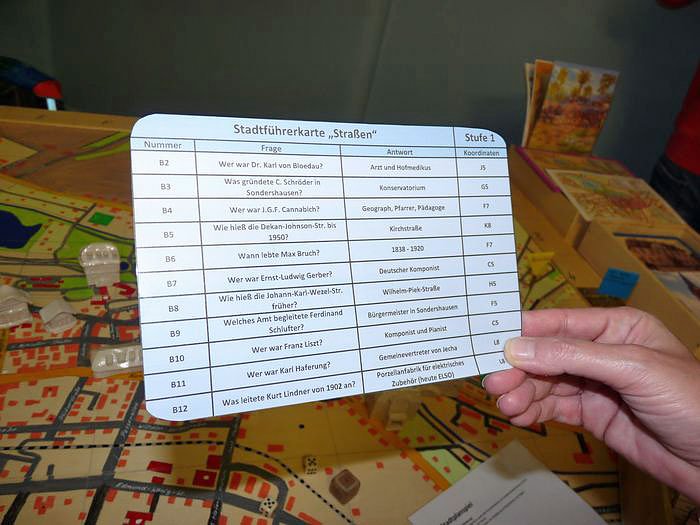 Stadtführerkarte „Straßen“ Stufe 1
Nummer Frage Antwort Koordinaten
B2 Wer war Dr. Karl von Bloedau? Arzt und Hofmedikus J5
B3 Was gründete C. Schröder in Sondershausen? Konservatorium G5
B4 Wer war J.G.F. Cannabich? Geograph, Pfarrer, Pädagoge F7
B5 Wie hieß die Dekan-Johnson-Str. bis 1950? Kirchstraße K8
B6 Wann lebte Max Bruch? 1838 - 1920 F7
B7 Wer war Ernst-Ludwig Gerber? Deutscher Komponist C5
B8 Wie hieß die Johann-Karl-Wezel-Str. früher? Wilhelm-Piek-Straße H5
B9 Welches Amt begleitete Ferdinand Schlufter? Bürgermeister in Sondershausen F5
B10 Wer war Franz Liszt? Komponist und Pianist C5
B11 Wer war Karl Haferung? Gemeinevertreter von Jecha L8
B12 Was leitete Kurt Lindner von 1902 an? Porzellanfabrik für elektrisches Zubehör (heute ELSO)